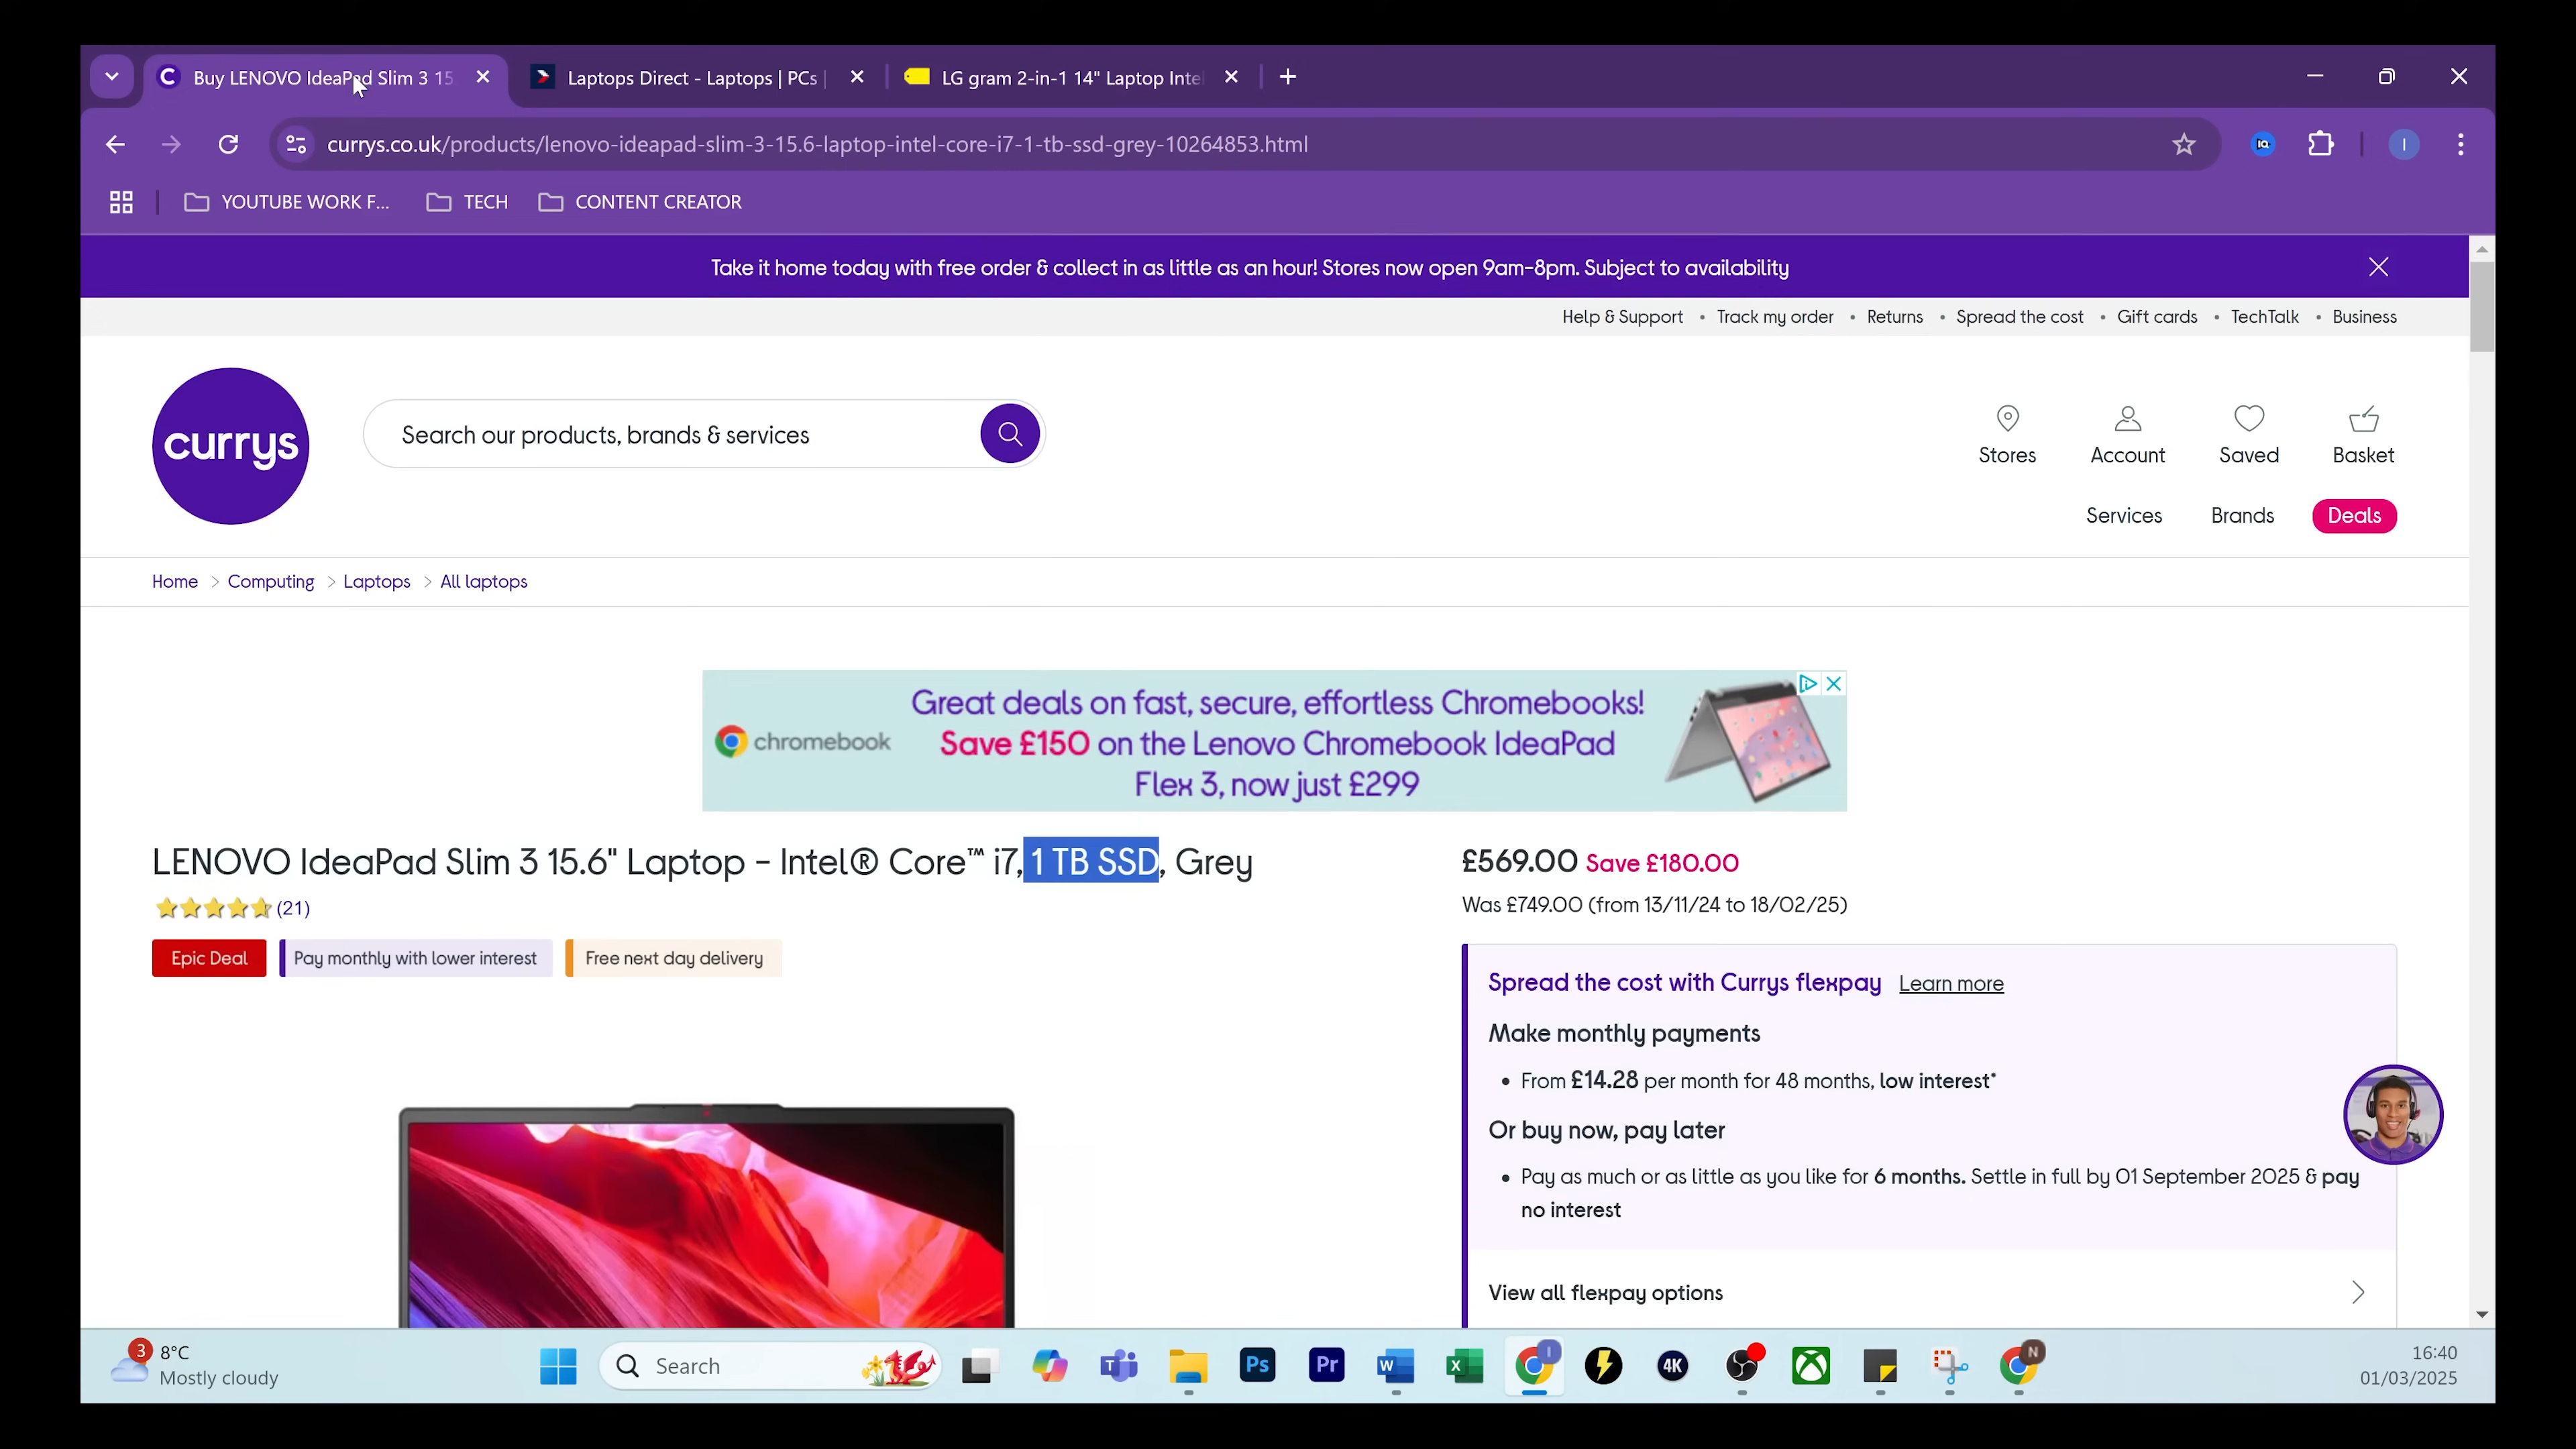 Buy LENOVO IdeaPad Slim 3 15
Laptops Direct - Laptops | PCs |
LG gram 2-in-1 14" Laptop Inte
currys.co.uk/products/lenovo-ideapad-slim-3-15.6-laptop-intel-core-i7-1-tb-ssd-grey-10264853.html
IQ
I
YOUTUBE WORK F...
TECH
CONTENT CREATOR
Take it home today with free order & collect in as little as an hour! Stores now open 9am-8pm. Subject to availability
Help & Support • Track my order • Returns • Spread the cost • Gift cards • TechTalk • Business
currys
Search our products, brands & services
Stores
Account
Saved
Basket
Services
Brands
Deals
Home > Computing > Laptops > All laptops
chromebook
Great deals on fast, secure, effortless Chromebooks!
Save £150 on the Lenovo Chromebook IdeaPad
Flex 3, now just £299
LENOVO IdeaPad Slim 3 15.6" Laptop - Intel® Core™ i7, 1 TB SSD, Grey
(21)
Epic Deal
Pay monthly with lower interest
Free next day delivery
£569.00 Save £180.00
Was £749.00 (from 13/11/24 to 18/02/25)
Spread the cost with Currys flexpay Learn more
Make monthly payments
• From £14.28 per month for 48 months, low interest*
Or buy now, pay later
• Pay as much or as little as you like for 6 months. Settle in full by 01 September 2025 & pay
no interest
View all flexpay options
3
8°C
Mostly cloudy
Search
T
Ps
Pr
W
X
I
4K
N
16:40
01/03/2025